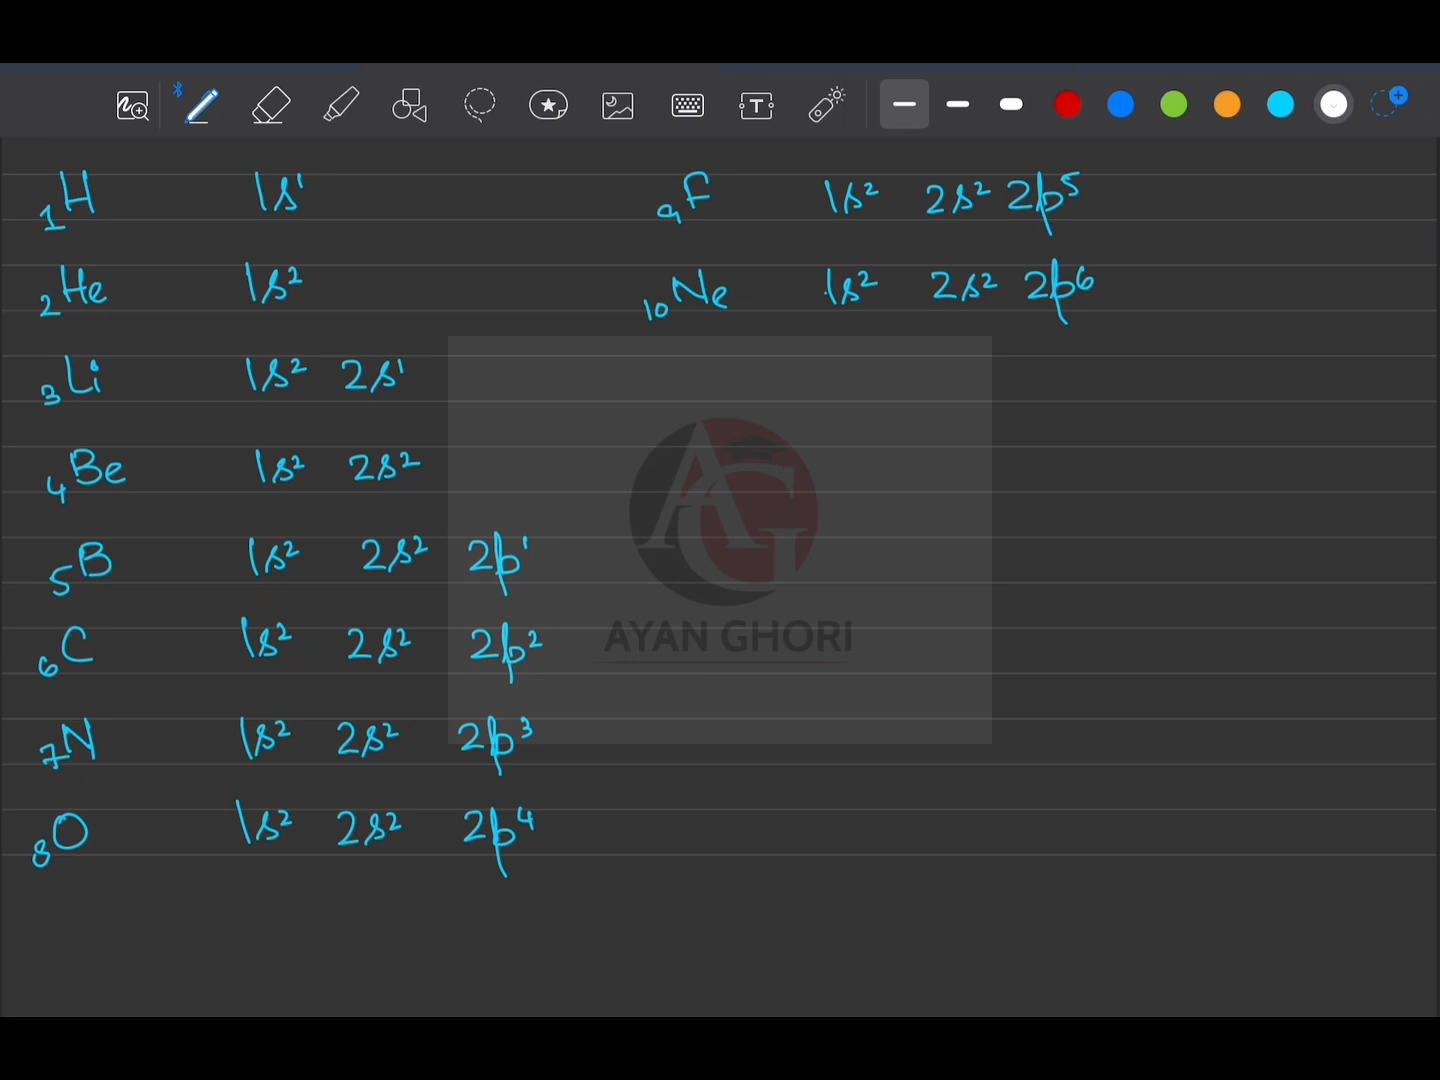 ₁H 1s¹
₂He 1s²
₃Li 1s² 2s¹
₄Be 1s² 2s²
₅B 1s² 2s² 2p¹
₆C 1s² 2s² 2p²
₇N 1s² 2s² 2p³
₈O 1s² 2s² 2p⁴
₉F 1s² 2s² 2p⁵
₁₀Ne 1s² 2s² 2p⁶
AG
AYAN GHORI